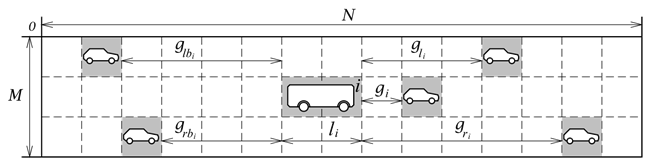 0 N
g_{lb_i} g_{l_i}
M i g_i
g_{rb_i} l_i g_{r_i}